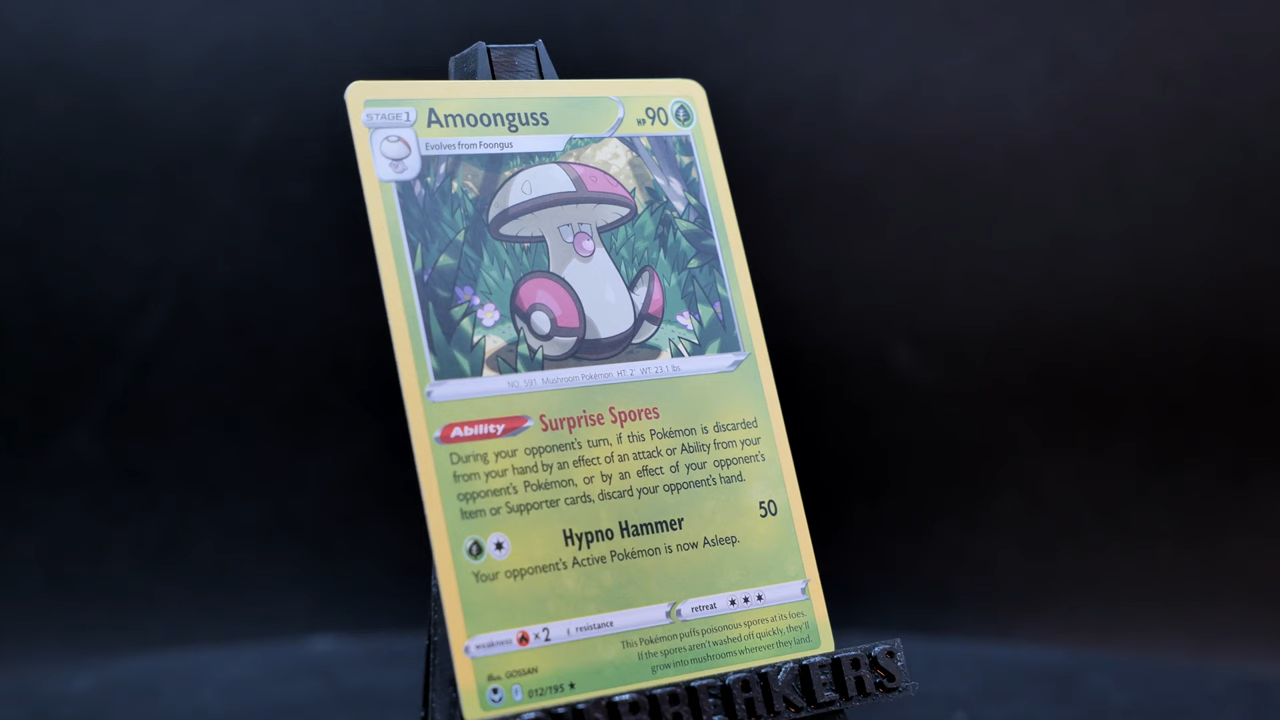 STAGE 1 Amoonguss HP 90
Evolves from Foongus
NO. 591 Mushroom Pokémon HT: 2' WT: 23.1 lbs.
Ability Surprise Spores
During your opponent's turn, if this Pokémon is discarded
from your hand by an effect of an attack or Ability from your
opponent's Pokémon, or by an effect of your opponent's
Item or Supporter cards, discard your opponent's hand.
Hypno Hammer 50
Your opponent's Active Pokémon is now Asleep.
weakness ×2 resistance retreat
This Pokémon puffs poisonous spores at its foes.
If the spores aren't washed off quickly, they'll
grow into mushrooms wherever they land.
Illus. GOSSAN
012/195 ★